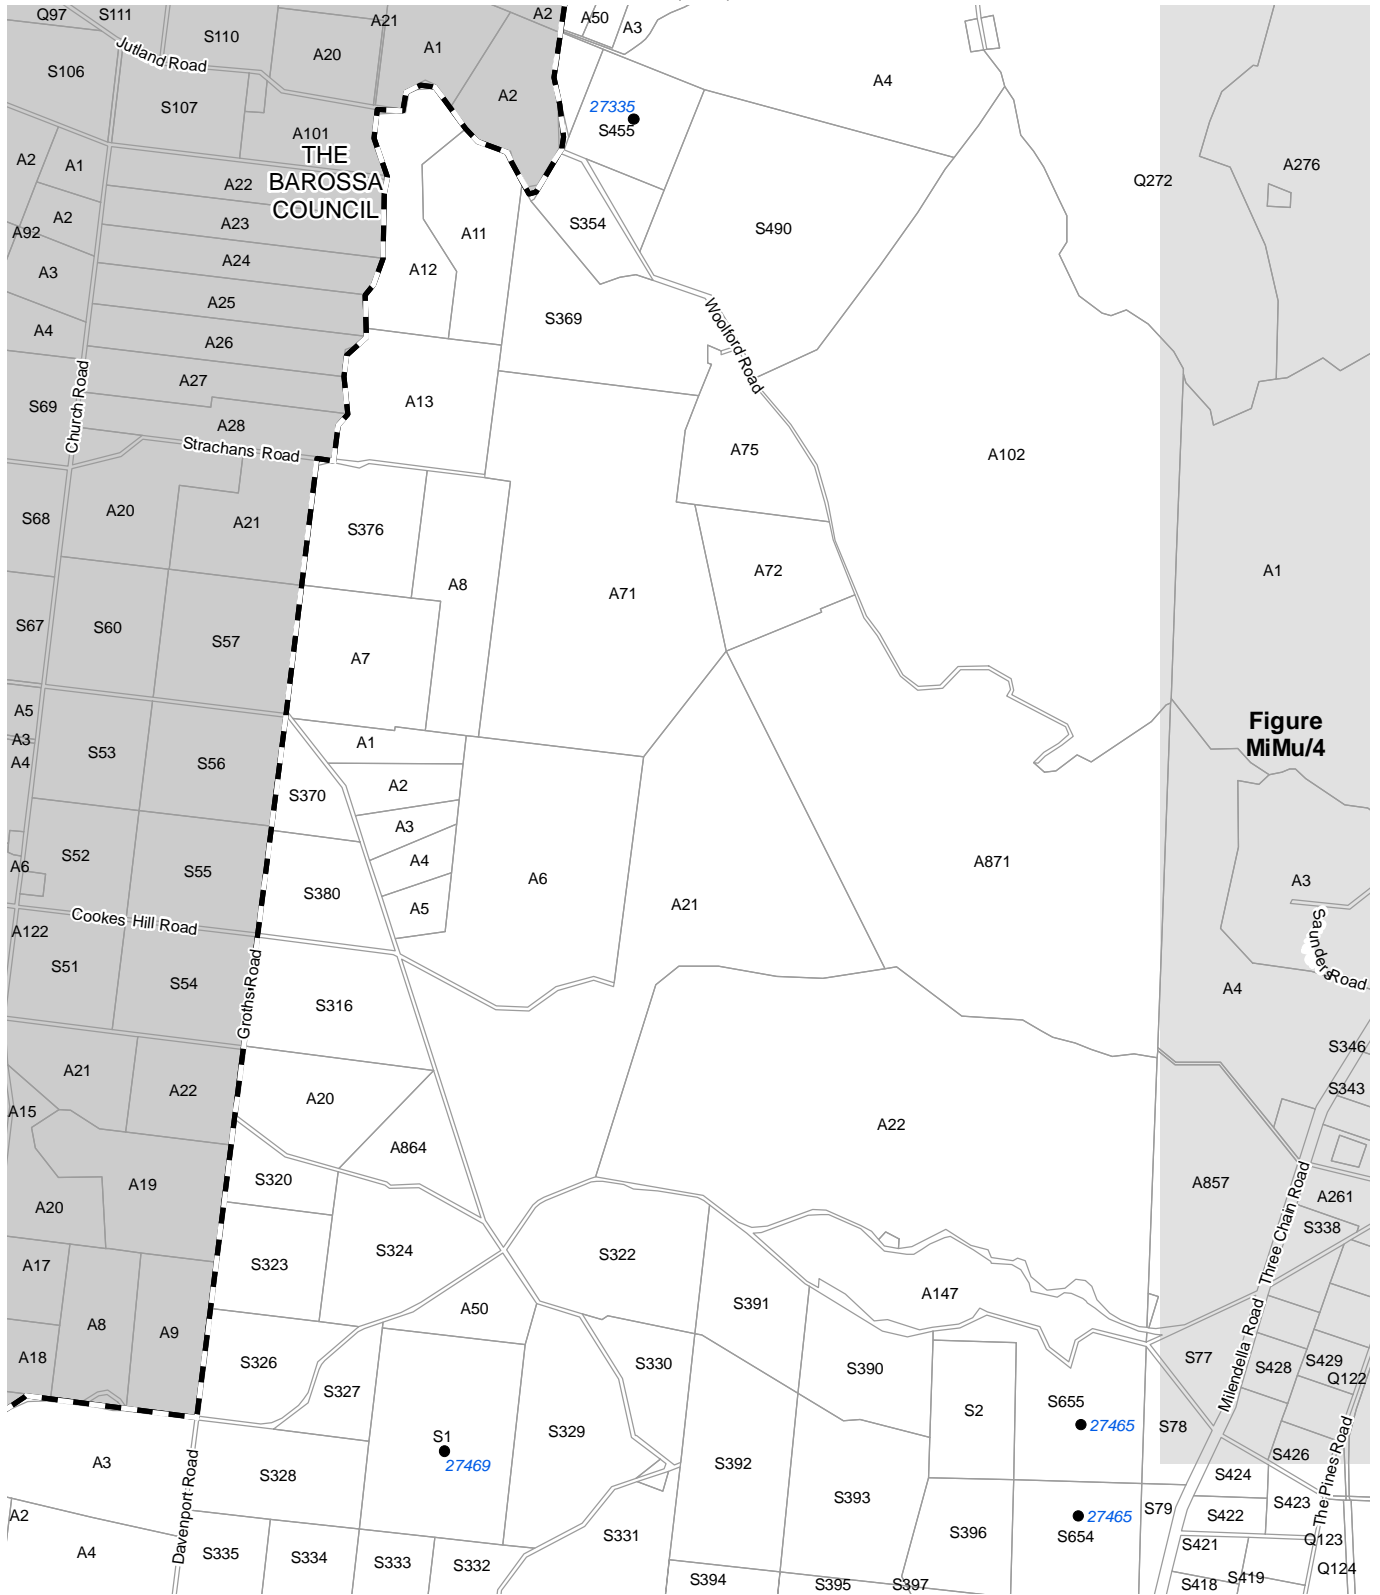 Q97
S111
A21
A2
A50
A3
S110
A20
A1
Jutland Road
S106
A4
S107
A2
27335
S455
A101
THE
BAROSSA
COUNCIL
A2
A1
A276
Q272
A22
A2
A23
S354
S490
A11
A92
A24
A12
A3
A25
A4
S369
Woolford Road
A26
A27
Church Road
S69
A13
A28
Strachans Road
A75
A102
S68
A20
A21
S376
A8
A72
A1
A71
S67
S60
S57
A7
A5
Figure
MiMu/4
A3
A1
S53
A4
S56
A2
S370
A3
S52
A4
A6
S55
A6
A871
A3
S380
A5
A21
Cookes Hill Road
A122
Saunders Road
S51
S54
A4
Groths Road
S316
S346
A21
A22
A20
S343
A15
A22
A864
S320
A19
A857
A261
A20
S338
Three Chain Road
S324
S322
S323
A17
A147
S391
A50
A8
A9
A18
S326
S330
S390
S77
S429
S428
Q122
Milendella Road
S327
S655
27465
S2
S78
S1
S329
27469
A3
S392
S426
S328
S424
The Pines Road
S393
S423
Davenport Road
A2
S79
S422
27465
S331
S396
S654
A4
S335
S334
S333
S332
S421
Q123
Q124
S394
S395
S397
S418
S419